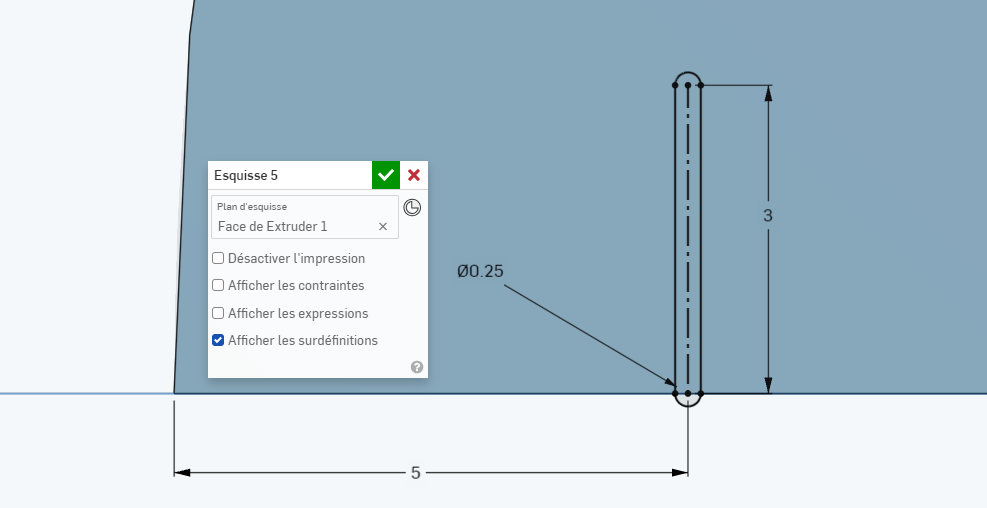 Esquisse 5
Plan d'esquisse
Face de Extruder 1
Désactiver l'impression
Afficher les contraintes
Afficher les expressions
Afficher les surdéfinitions
?
Ø0.25
3
5